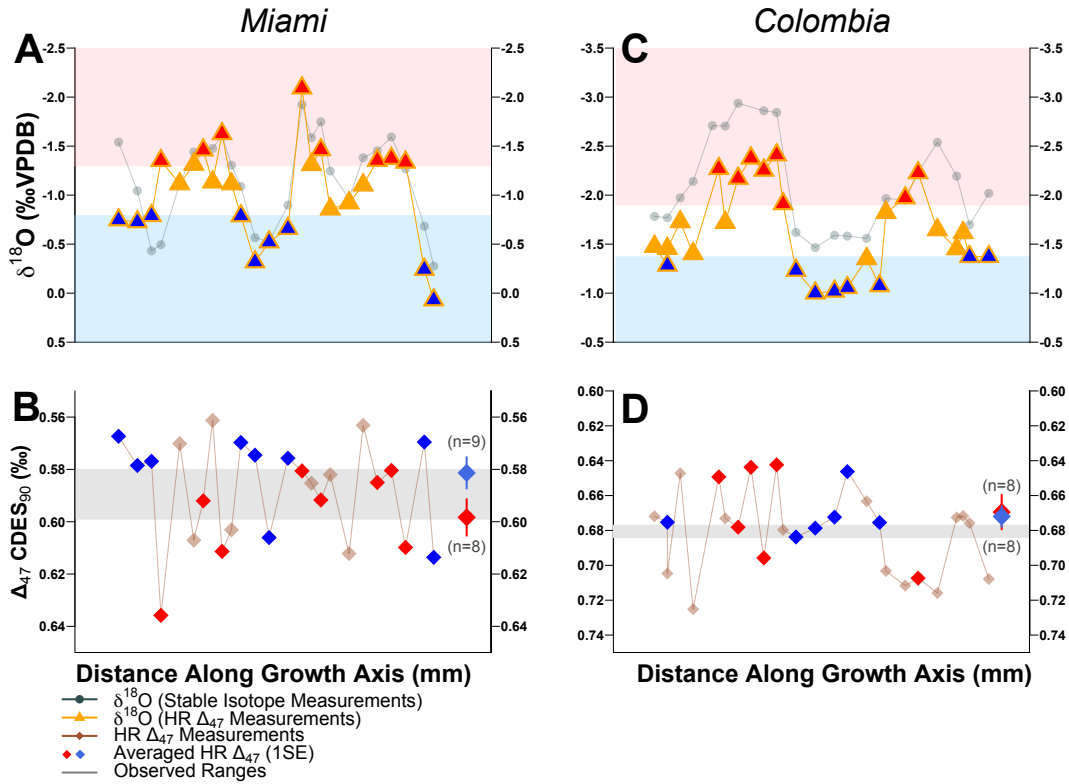 Miami
Colombia
A
-2.5
-2.0
-1.5
-1.0
-0.5
0.0
0.5
δ¹⁸O (‰VPDB)
-2.5
-2.0
-1.5
-1.0
-0.5
0.0
0.5
C
-3.5
-3.0
-2.5
-2.0
-1.5
-1.0
-0.5
-3.5
-3.0
-2.5
-2.0
-1.5
-1.0
-0.5
B
0.56
0.58
0.60
0.62
0.64
Δ₄₇ CDES₉₀ (‰)
(n=9)
(n=8)
0.56
0.58
0.60
0.62
0.64
D
0.60
0.62
0.64
0.66
0.68
0.70
0.72
0.74
(n=8)
(n=8)
0.60
0.62
0.64
0.66
0.68
0.70
0.72
0.74
Distance Along Growth Axis (mm)
Distance Along Growth Axis (mm)
δ¹⁸O (Stable Isotope Measurements)
δ¹⁸O (HR Δ₄₇ Measurements)
HR Δ₄₇ Measurements
Averaged HR Δ₄₇ (1SE)
Observed Ranges